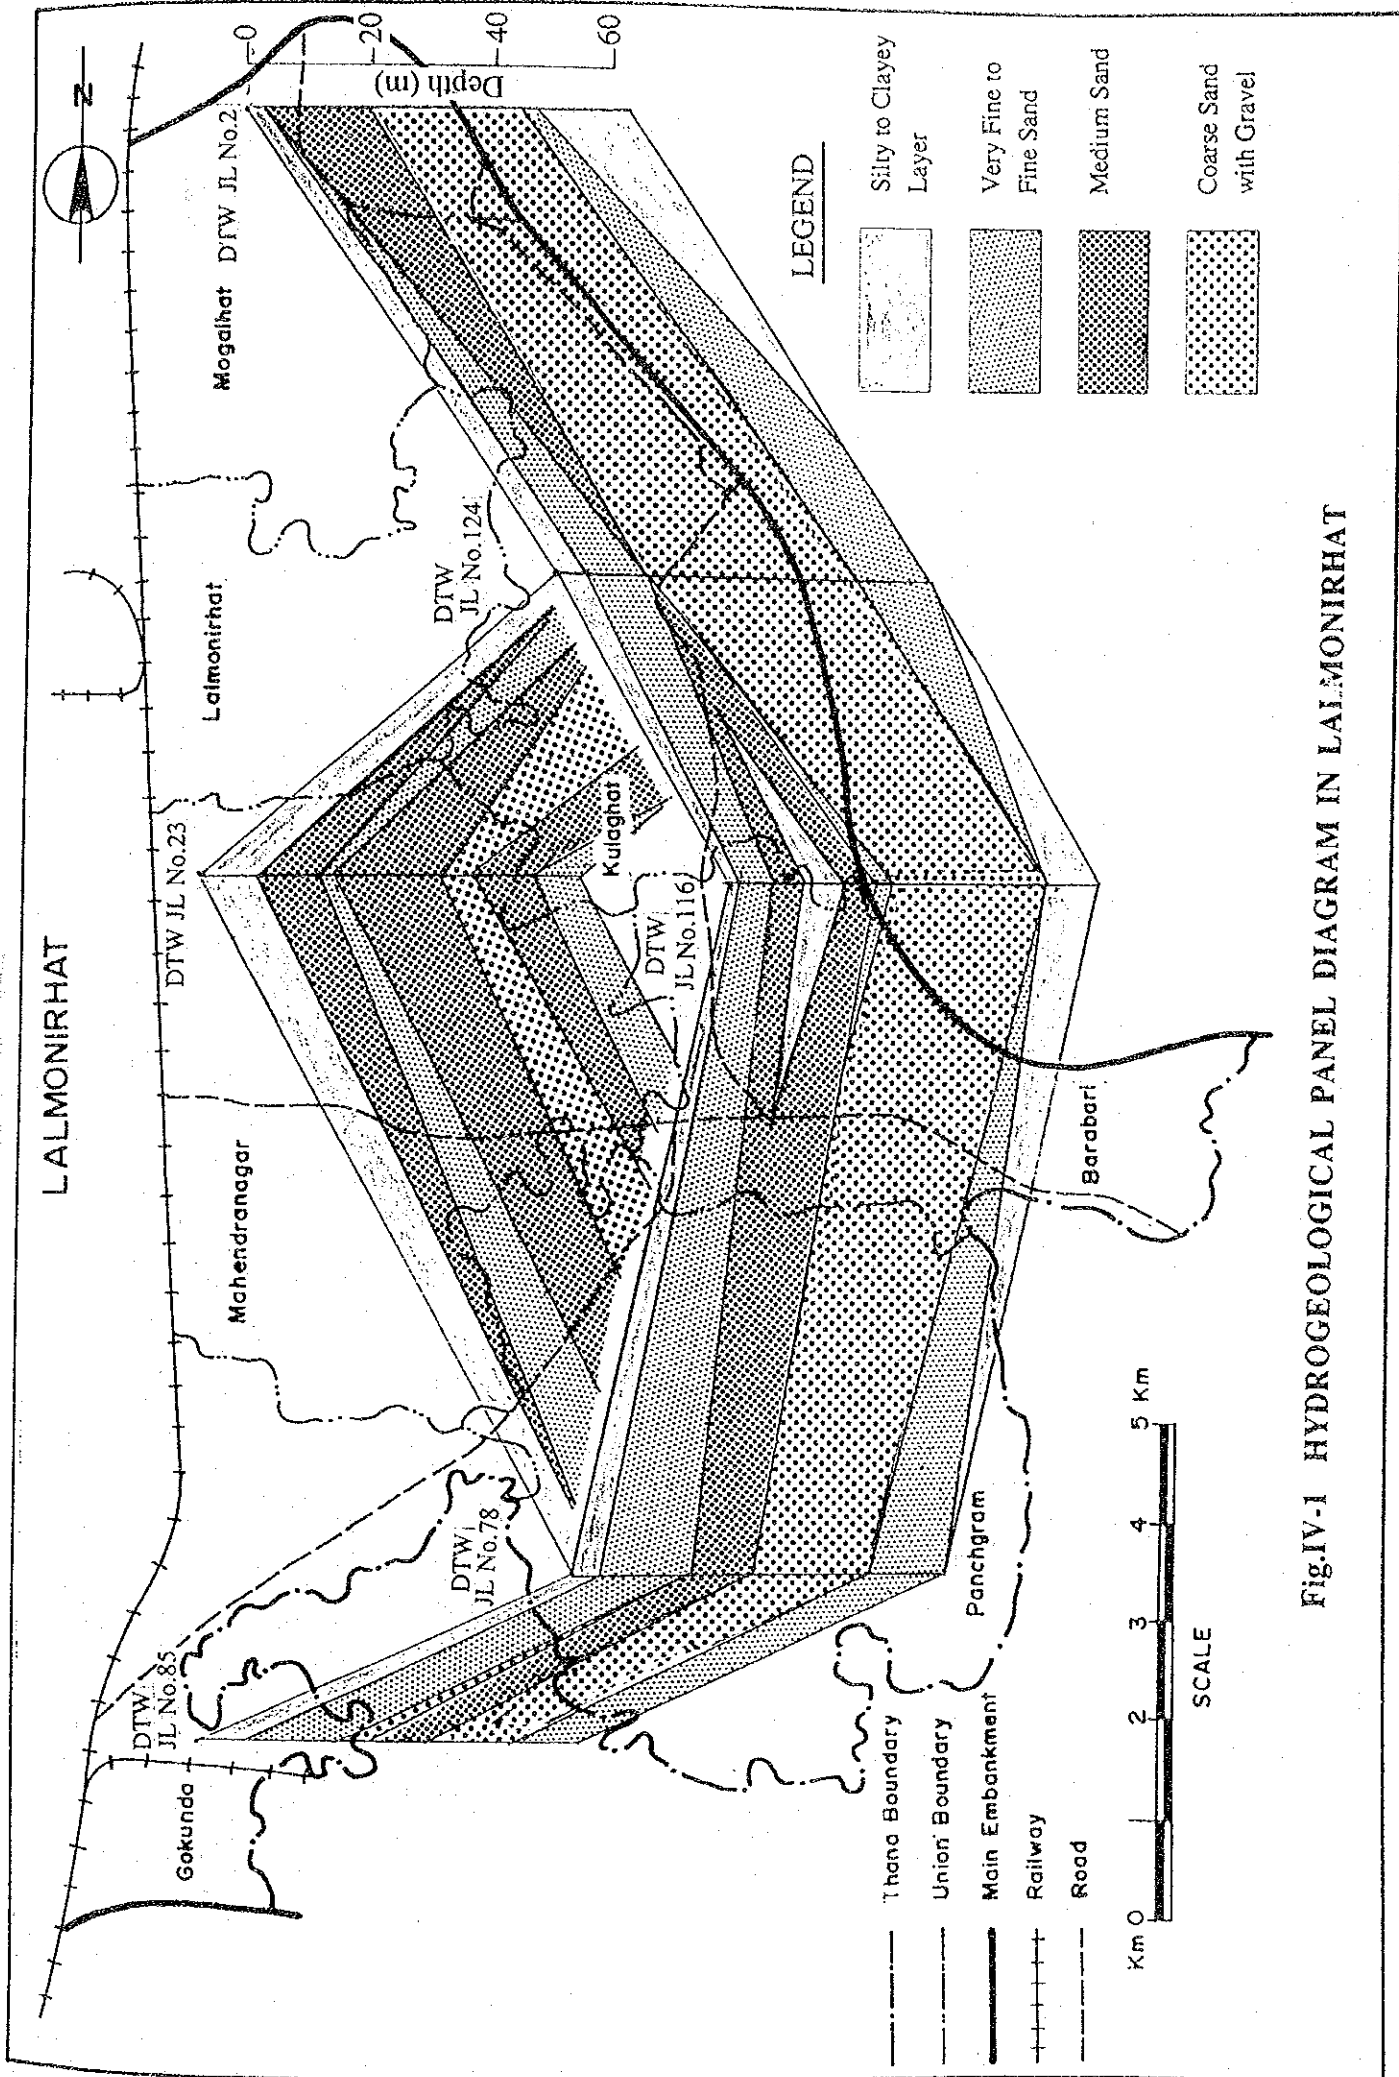 LALMONIRHAT
N
Gokunda
DTW
JL No.85
Mahendranagar
DTW JL No.23
Lalmonirhat
Mogalhat
DTW JL No.2
0
20
40
60
Depth (m)
DTW
JL No.78
DTW
JL No.116
Kulaghat
DTW
JL No.124
Panchgram
Barabari
LEGEND
Silty to Clayey
Layer
Very Fine to
Fine Sand
Medium Sand
Coarse Sand
with Gravel
Thana Boundary
Union Boundary
Main Embankment
Railway
Road
Km 0 1 2 3 4 5 Km
SCALE
Fig.IV-1 HYDROGEOLOGICAL PANEL DIAGRAM IN LALMONIRHAT